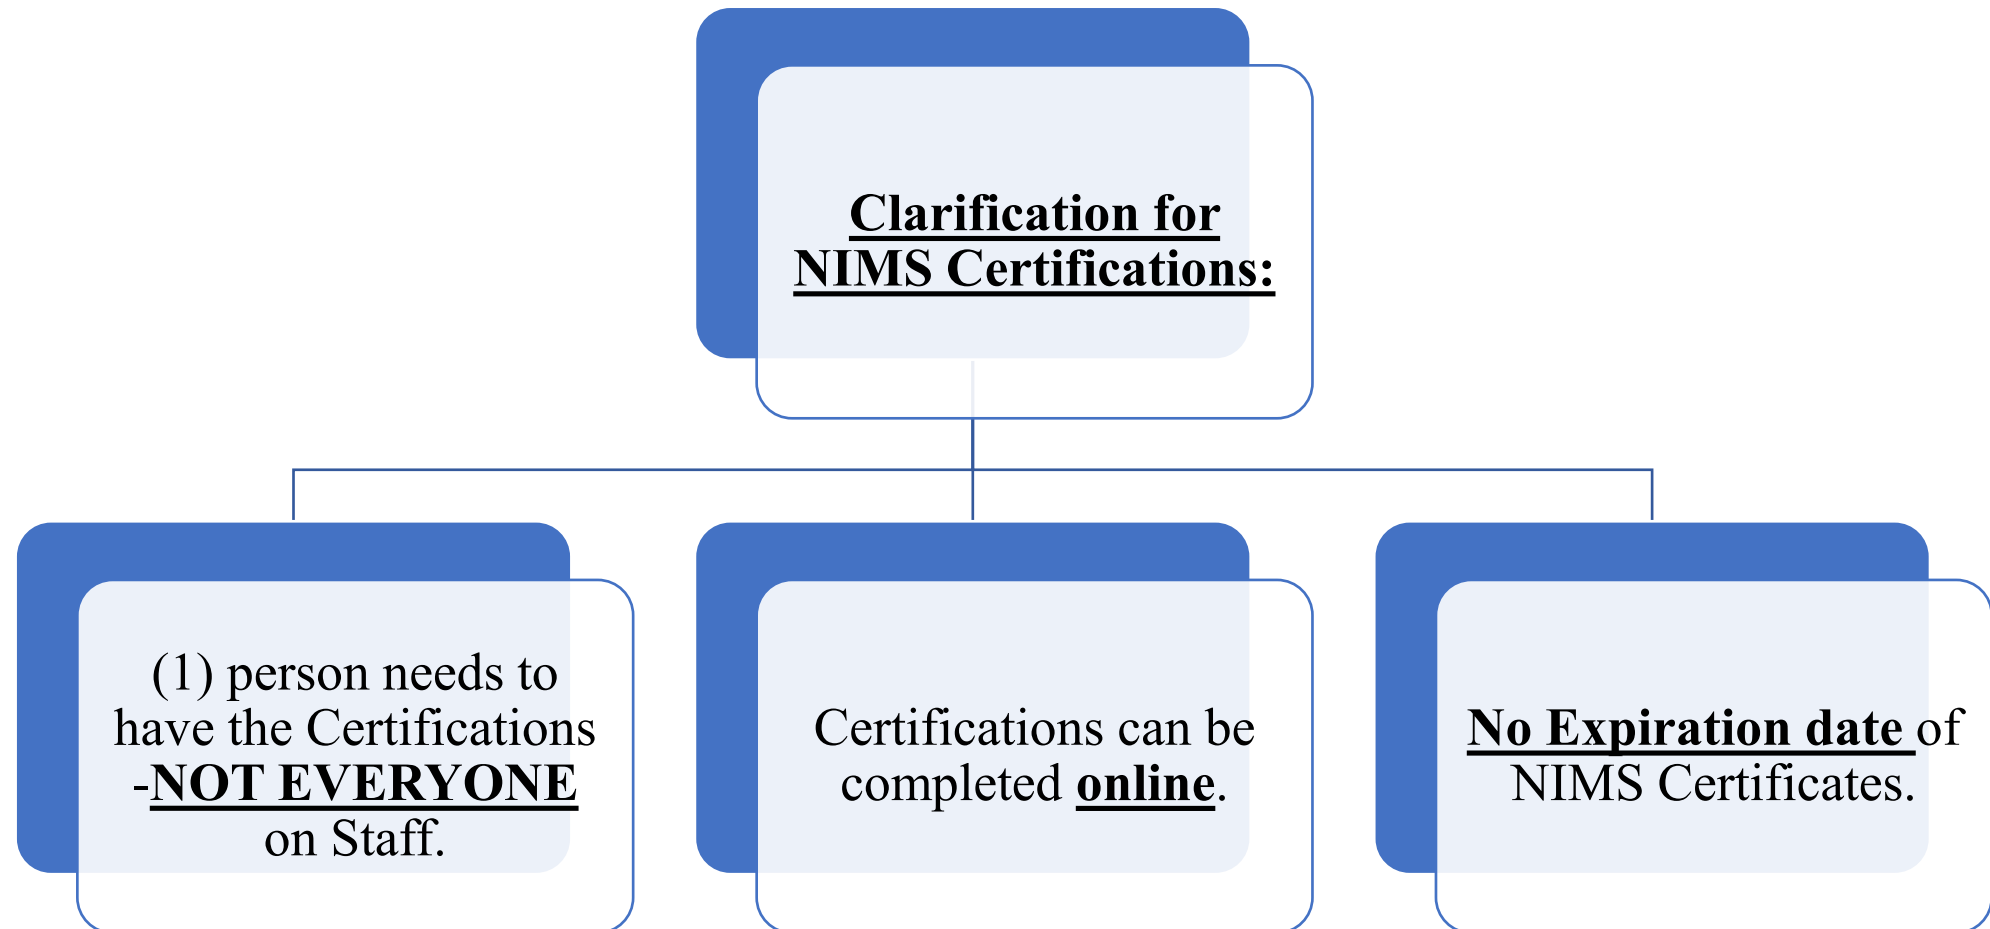 Clarification for
NIMS Certifications:
(1) person needs to
have the Certifications
-NOT EVERYONE
on Staff.
Certifications can be
completed online.
No Expiration date of
NIMS Certificates.